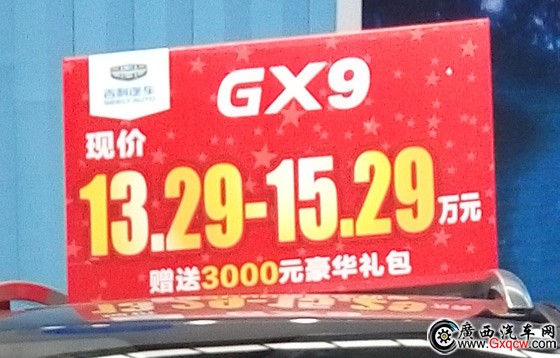 吉利汽车
GEELY AUTO
GX9
现价
13.29-15.29万元
赠送3000元豪华礼包
廣西汽车网
www.Gxqcw.com